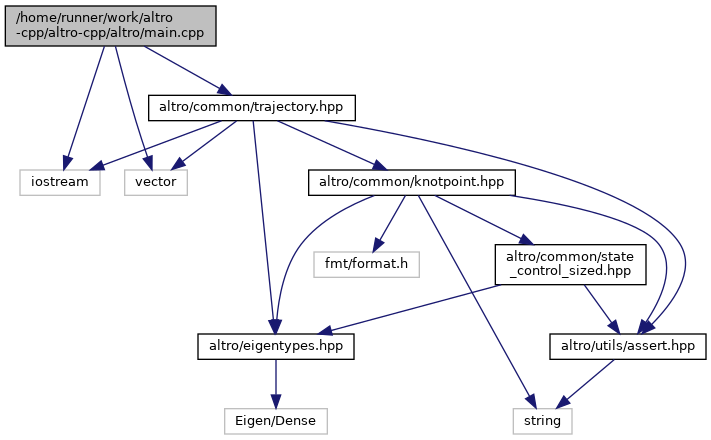 /home/runner/work/altro
-cpp/altro-cpp/altro/main.cpp
altro/common/trajectory.hpp
iostream
vector
altro/common/knotpoint.hpp
fmt/format.h
altro/common/state
_control_sized.hpp
altro/eigentypes.hpp
altro/utils/assert.hpp
Eigen/Dense
string